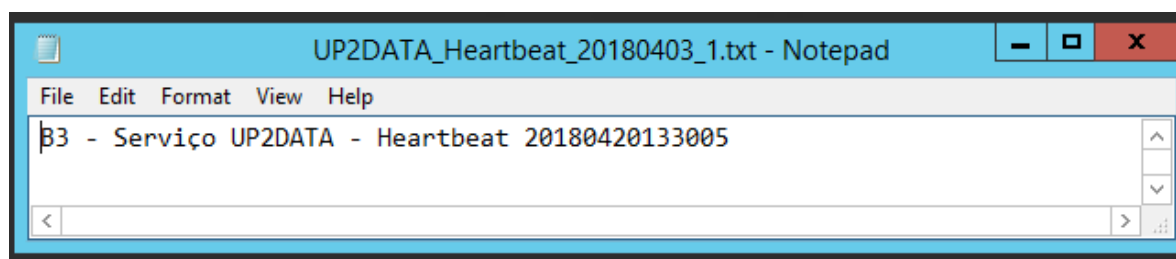 UP2DATA_Heartbeat_20180403_1.txt - Notepad
File Edit Format View Help
B3 - Serviço UP2DATA - Heartbeat 20180420133005